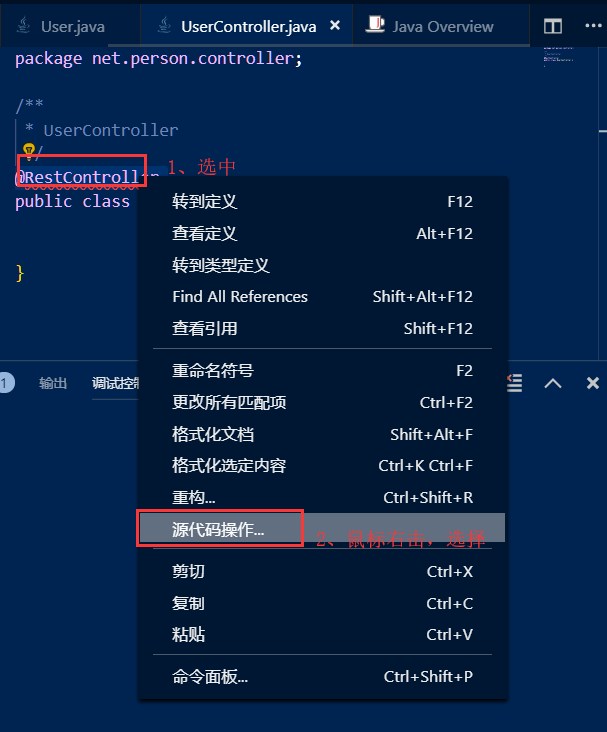 User.java
UserController.java
Java Overview
package net.person.controller;
/**
* UserController
*/
@RestController
1、选中
public class
}
转到定义 F12
查看定义 Alt+F12
转到类型定义
Find All References Shift+Alt+F12
查看引用 Shift+F12
重命名符号 F2
更改所有匹配项 Ctrl+F2
格式化文档 Shift+Alt+F
格式化选定内容 Ctrl+K Ctrl+F
重构... Ctrl+Shift+R
源代码操作...
2、鼠标右击，选择
剪切 Ctrl+X
复制 Ctrl+C
粘贴 Ctrl+V
命令面板... Ctrl+Shift+P
1
输出
调试控制